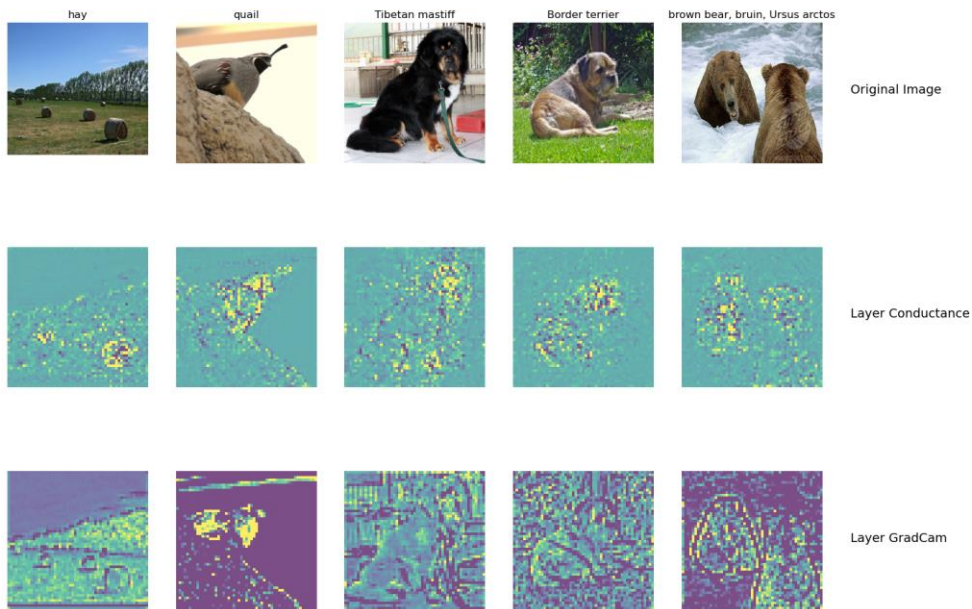 hay
quail
Tibetan mastiff
Border terrier
brown bear, bruin, Ursus arctos
Original Image
Layer Conductance
Layer GradCam